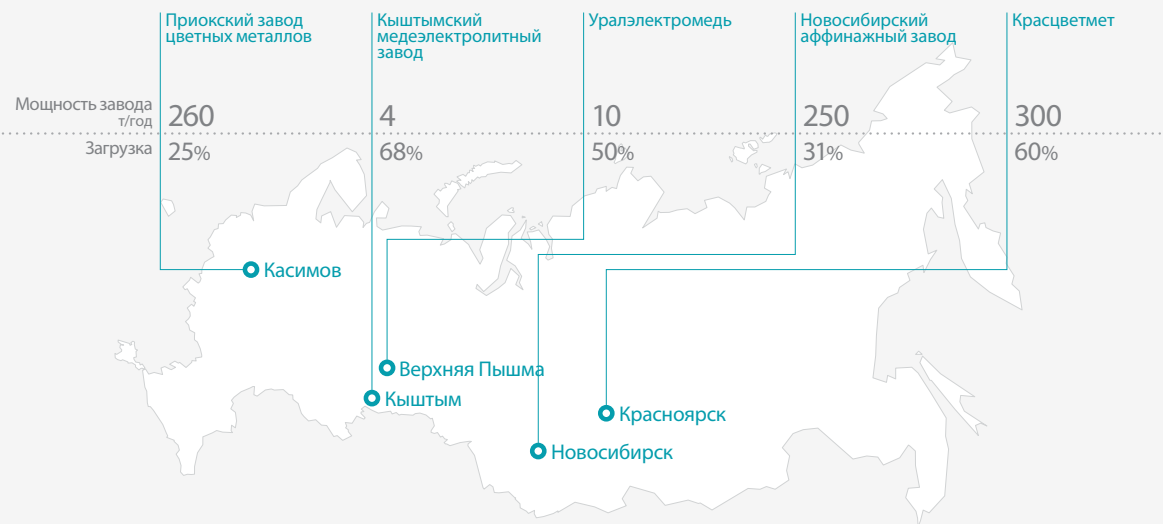 Приокский завод
цветных металлов
Кыштымский
медеэлектролитный
завод
Уралэлектромедь
Новосибирский
аффинажный завод
Красцветмет
Мощность завода
т/год
260
4
10
250
300
Загрузка
25%
68%
50%
31%
60%
Касимов
Верхняя Пышма
Кыштым
Красноярск
Новосибирск